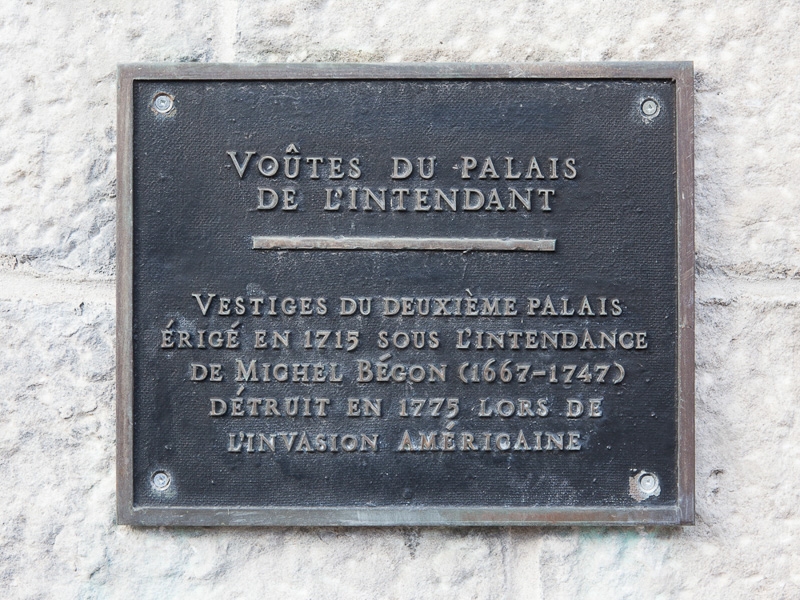 VOÛTES DU PALAIS
DE L'INTENDANT
VESTIGES DU DEUXIÈME PALAIS
ÉRIGÉ EN 1715 SOUS L'INTENDANCE
DE MICHEL BÉGON (1667-1747)
DÉTRUIT EN 1775 LORS DE
L'INVASION AMÉRICAINE